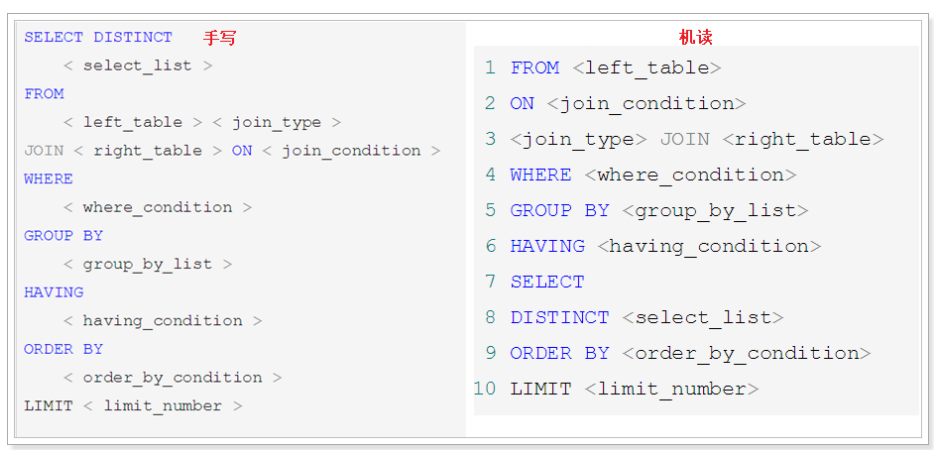 SELECT DISTINCT 手写
< select_list >
FROM
< left_table > < join_type >
JOIN < right_table > ON < join_condition >
WHERE
< where_condition >
GROUP BY
< group_by_list >
HAVING
< having_condition >
ORDER BY
< order_by_condition >
LIMIT < limit_number >
机读
1 FROM <left_table>
2 ON <join_condition>
3 <join_type> JOIN <right_table>
4 WHERE <where_condition>
5 GROUP BY <group_by_list>
6 HAVING <having_condition>
7 SELECT
8 DISTINCT <select_list>
9 ORDER BY <order_by_condition>
10 LIMIT <limit_number>